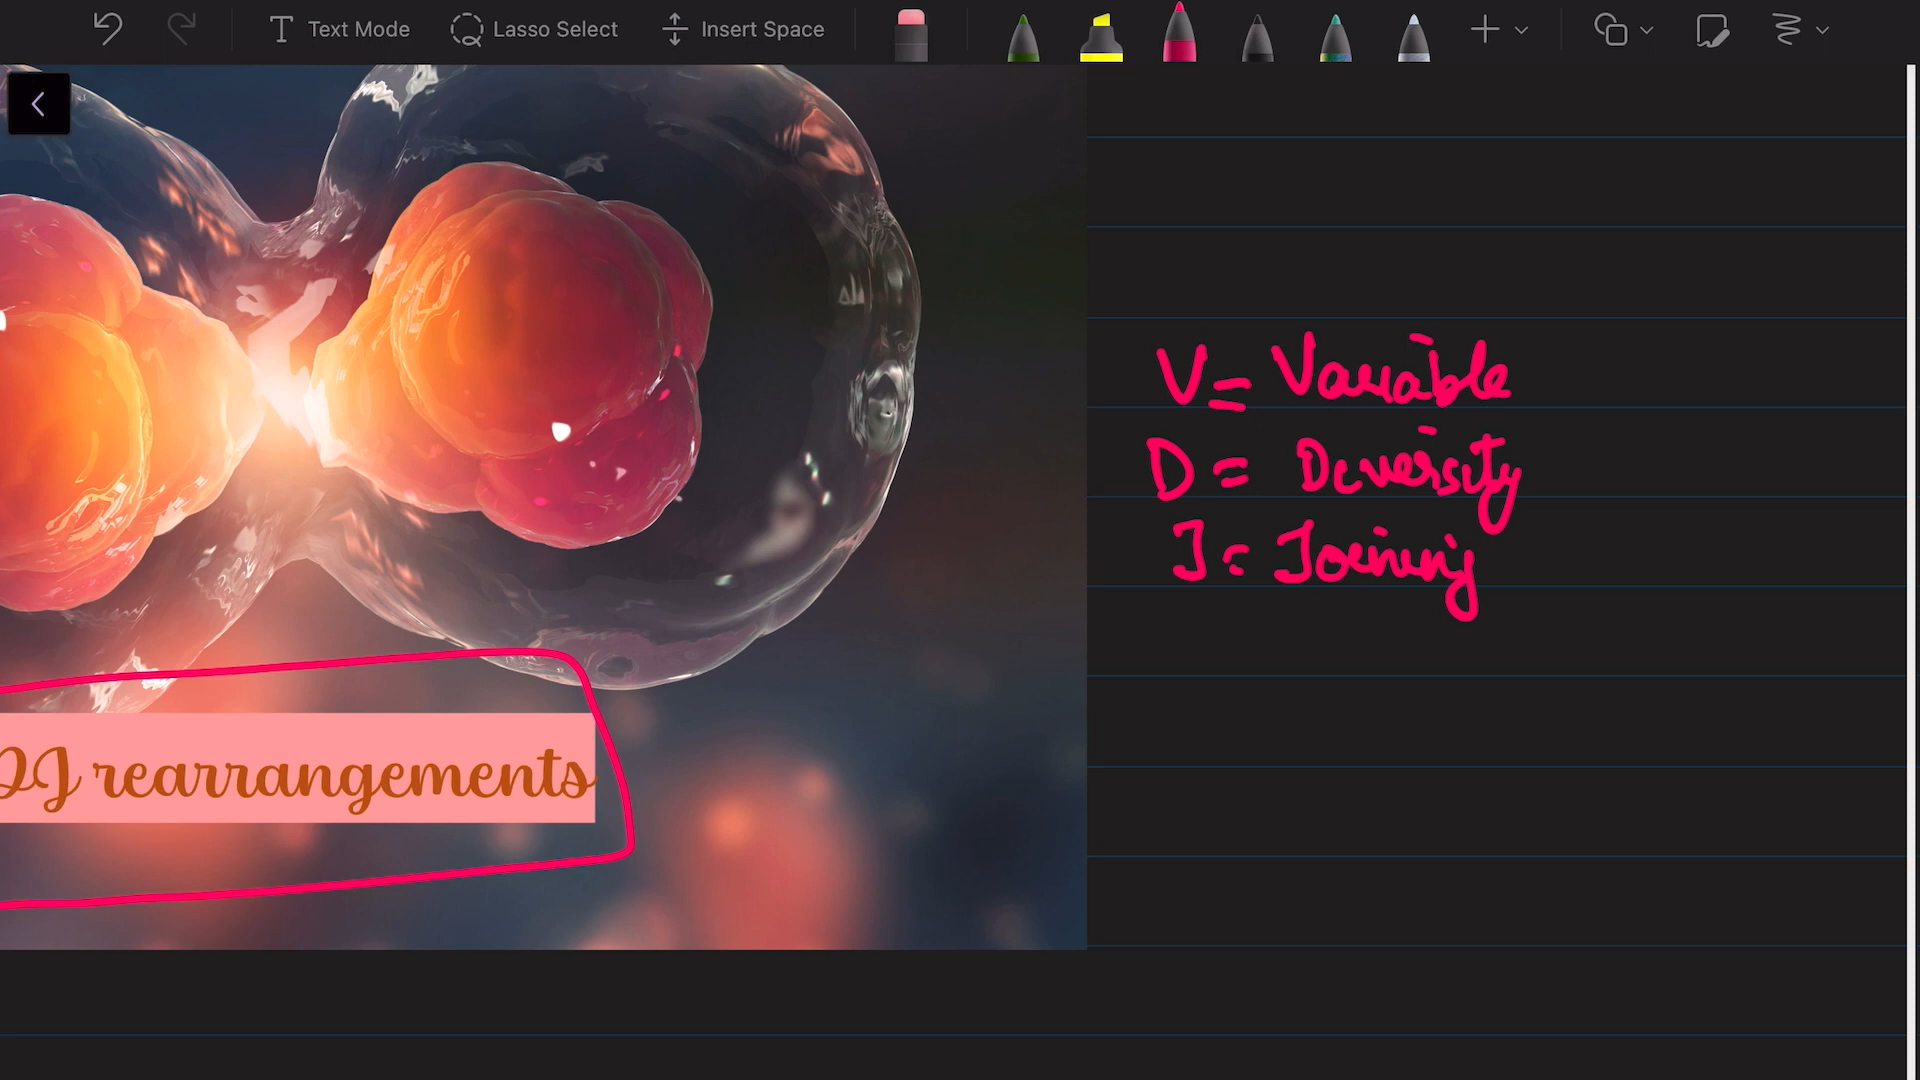 Text Mode Lasso Select Insert Space
V = Variable
D = Diversity
J = Joining
DJ rearrangements